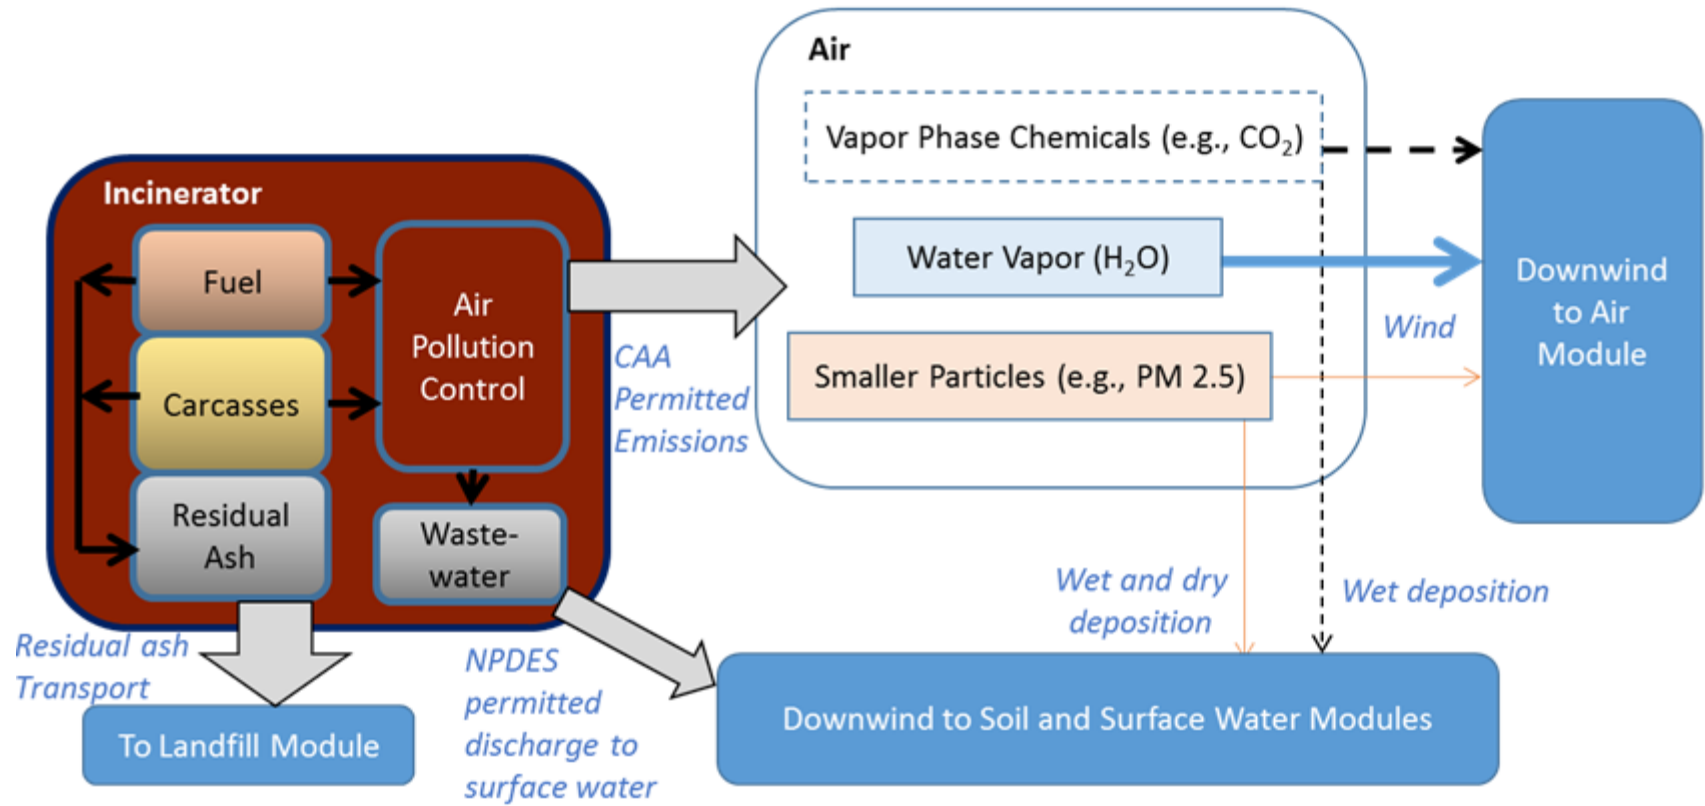 Air
Vapor Phase Chemicals (e.g., CO₂)
Water Vapor (H₂O)
Smaller Particles (e.g., PM 2.5)
Incinerator
Fuel
Carcasses
Residual
Ash
Air
Pollution
Control
Waste-
water
CAA
Permitted
Emissions
Wind
Downwind
to Air
Module
Wet and dry
deposition
Wet deposition
Residual ash
Transport
To Landfill Module
NPDES
permitted
discharge to
surface water
Downwind to Soil and Surface Water Modules